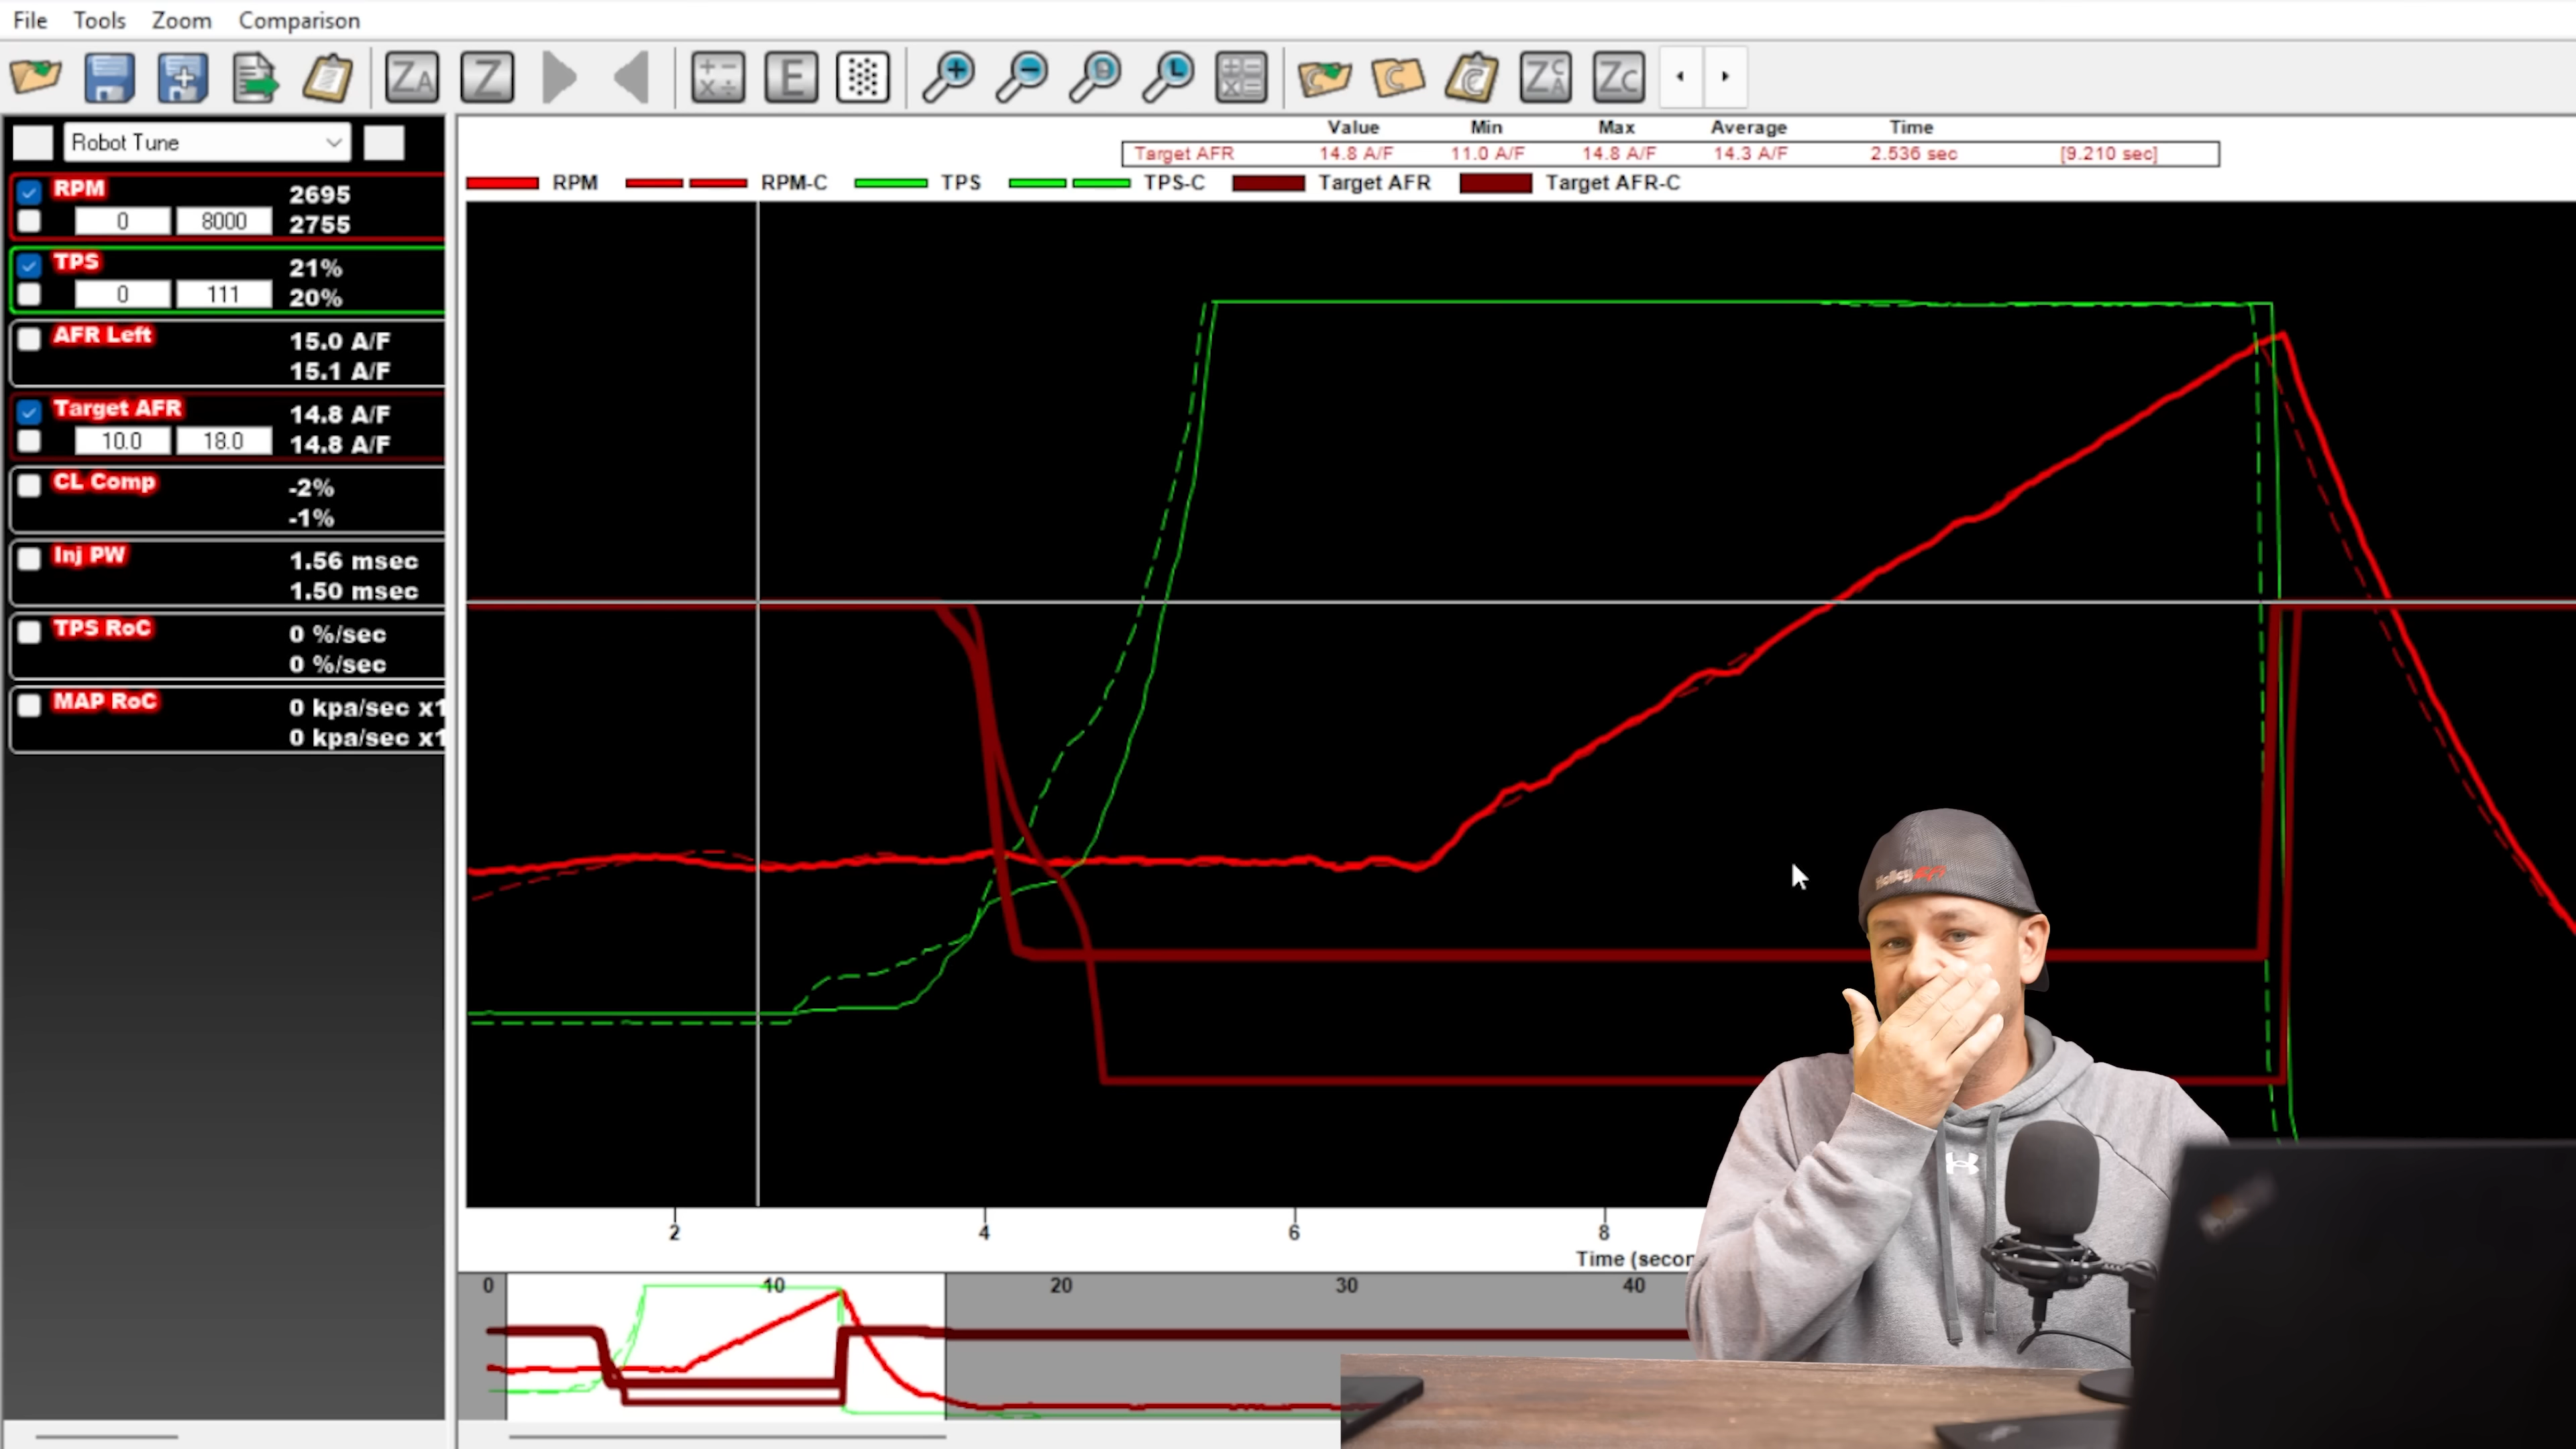 File Tools Zoom Comparison
ZA Z E B L C C C ZCA ZC
Robot Tune
Value Min Max Average Time
Target AFR 14.8 A/F 11.0 A/F 14.8 A/F 14.3 A/F 2.536 sec [9.210 sec]
RPM RPM-C TPS TPS-C Target AFR Target AFR-C
RPM 2695
0 8000 2755
TPS 21%
0 111 20%
AFR Left 15.0 A/F
15.1 A/F
Target AFR 14.8 A/F
10.0 18.0 14.8 A/F
CL Comp -2%
-1%
Inj PW 1.56 msec
1.50 msec
TPS RoC 0 %/sec
0 %/sec
MAP RoC 0 kpa/sec x1
0 kpa/sec x1
Holley EFI
2 4 6 8
Time (secon
0 10 20 30 40